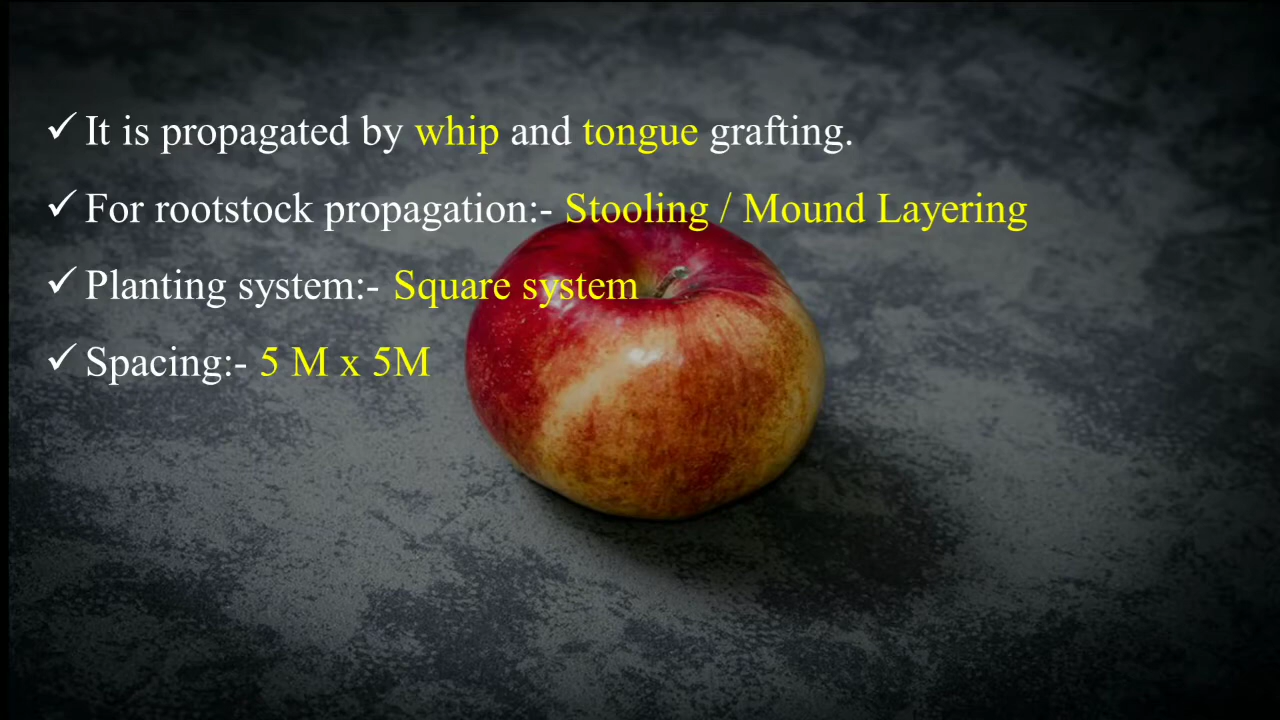 ✓ It is propagated by whip and tongue grafting.
✓ For rootstock propagation:- Stooling / Mound Layering
✓ Planting system:- Square system
✓ Spacing:- 5 M x 5M